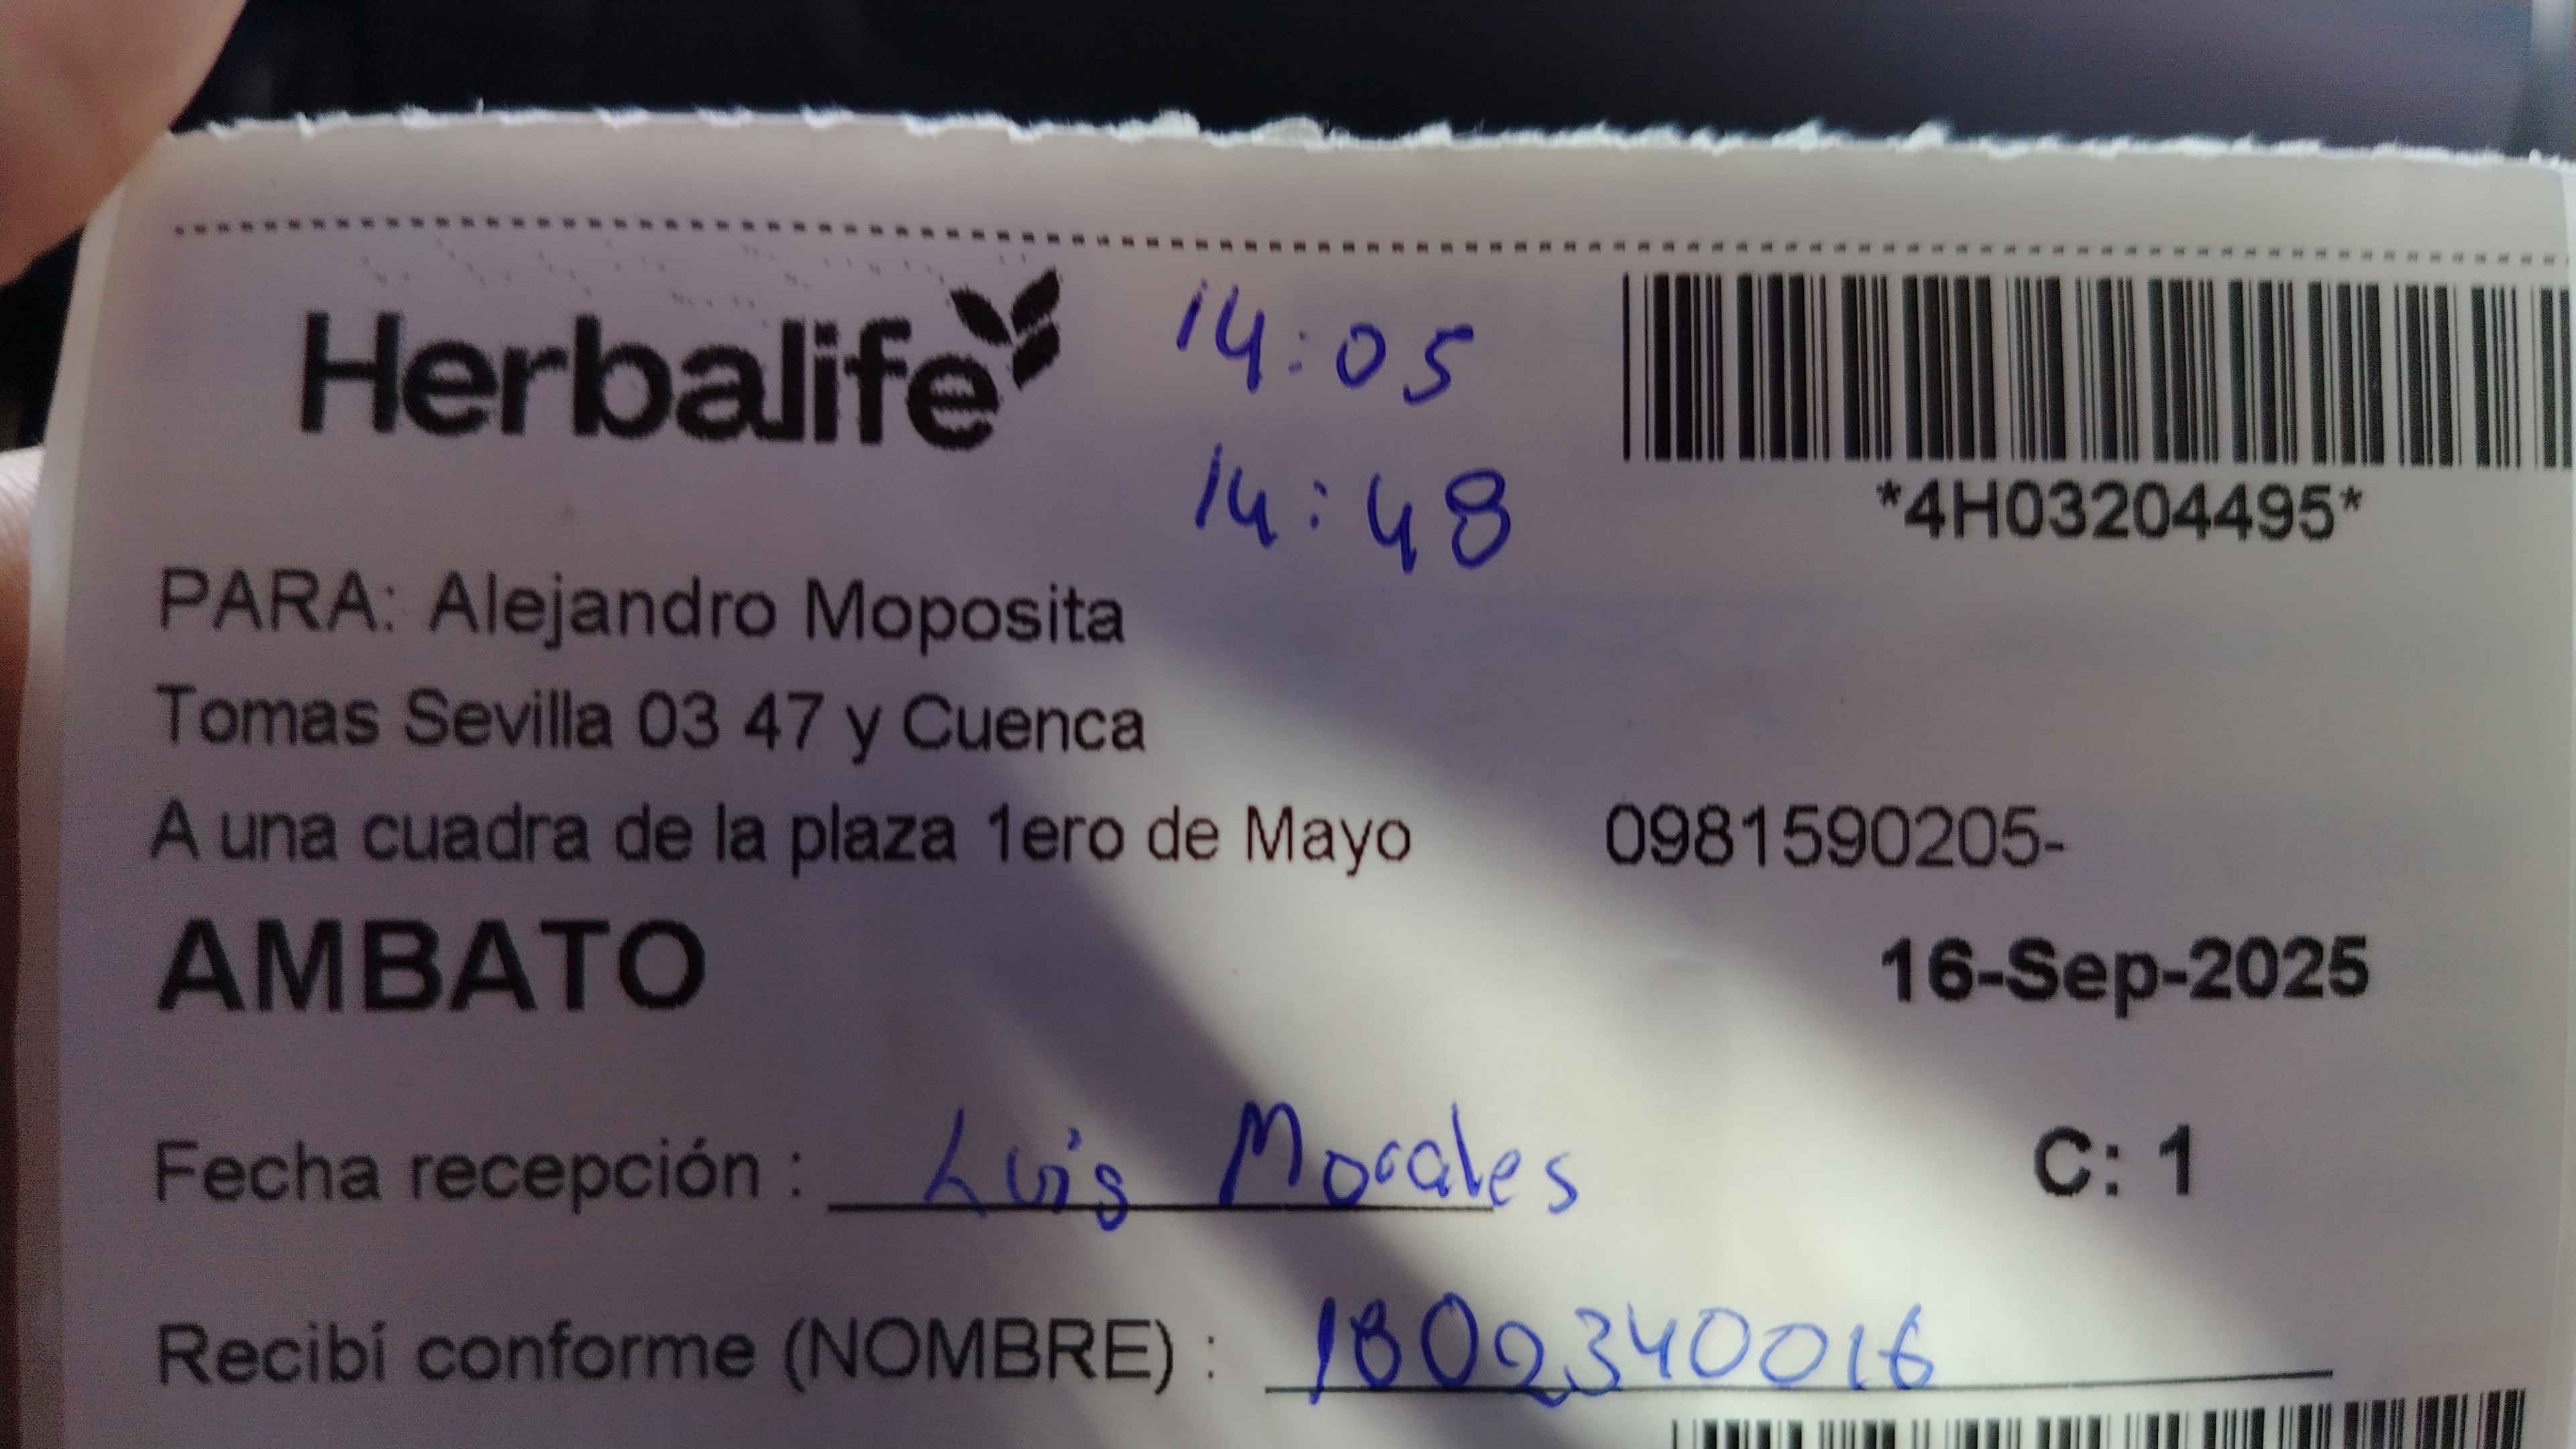 Herbalife
14:05
14:48
*4H03204495*
PARA: Alejandro Moposita
Tomas Sevilla 03 47 y Cuenca
A una cuadra de la plaza 1ero de Mayo 0981590205-
AMBATO
16-Sep-2025
Fecha recepción : Luis Morales
C: 1
Recibí conforme (NOMBRE) : 1802340016